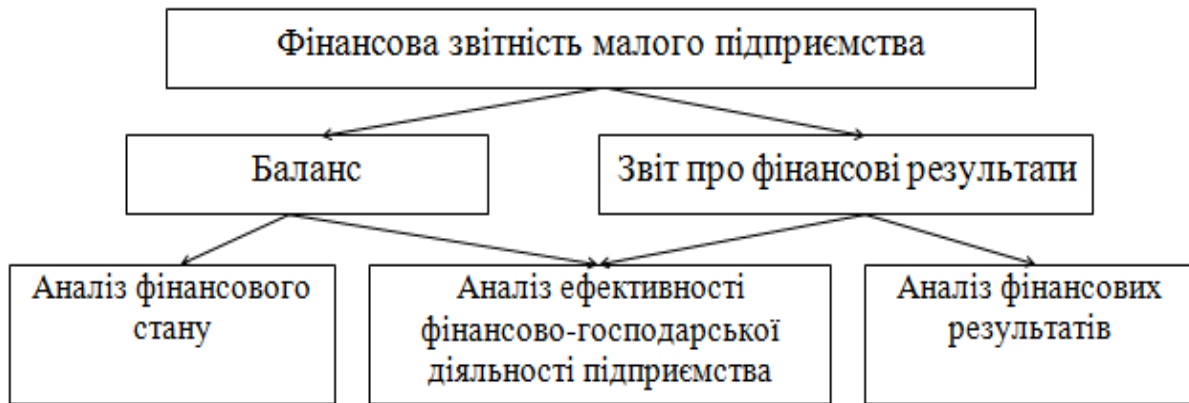 Фінансова звітність малого підприємства
Баланс
Звіт про фінансові результати
Аналіз фінансового
стану
Аналіз ефективності
фінансово-господарської
діяльності підприємства
Аналіз фінансових
результатів